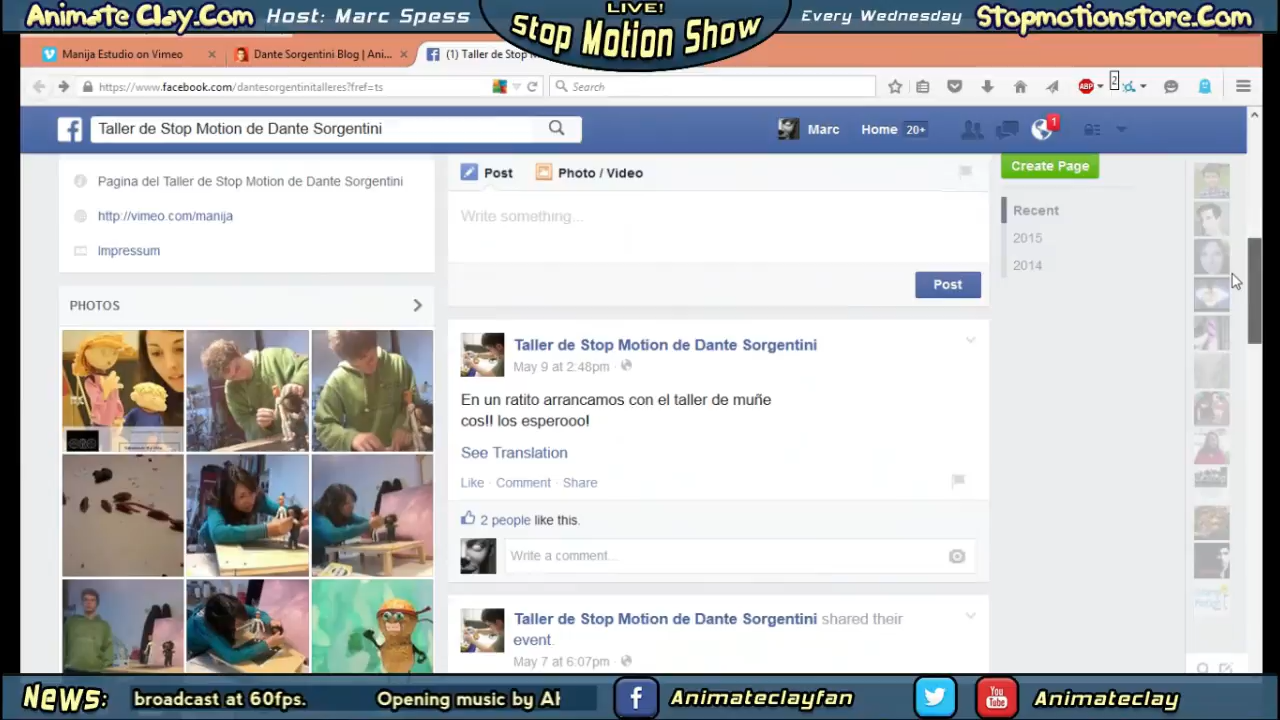 Animate Clay.Com
Host: Marc Spess
LIVE!
Stop Motion Show
Every Wednesday
Stopmotionstore.Com
Manija Estudio on Vimeo
Dante Sorgentini Blog | Ani...
(1) Taller de Stop
https://www.facebook.com/dantesorgentinitalleres?fref=ts
Search
ABP
2
Taller de Stop Motion de Dante Sorgentini
Marc
Home 20+
1
Pagina del Taller de Stop Motion de Dante Sorgentini
http://vimeo.com/manija
Impressum
PHOTOS
Post
Photo / Video
Write something...
Post
Create Page
Recent
2015
2014
Taller de Stop Motion de Dante Sorgentini
May 9 at 2:48pm ·
En un ratito arrancamos con el taller de muñe
cos!! los esperooo!
See Translation
Like · Comment · Share
2 people like this.
Write a comment...
Taller de Stop Motion de Dante Sorgentini shared their
event.
May 7 at 6:07pm ·
News:
broadcast at 60fps.
Opening music by
Animateclayfan
You Tube
Animateclay